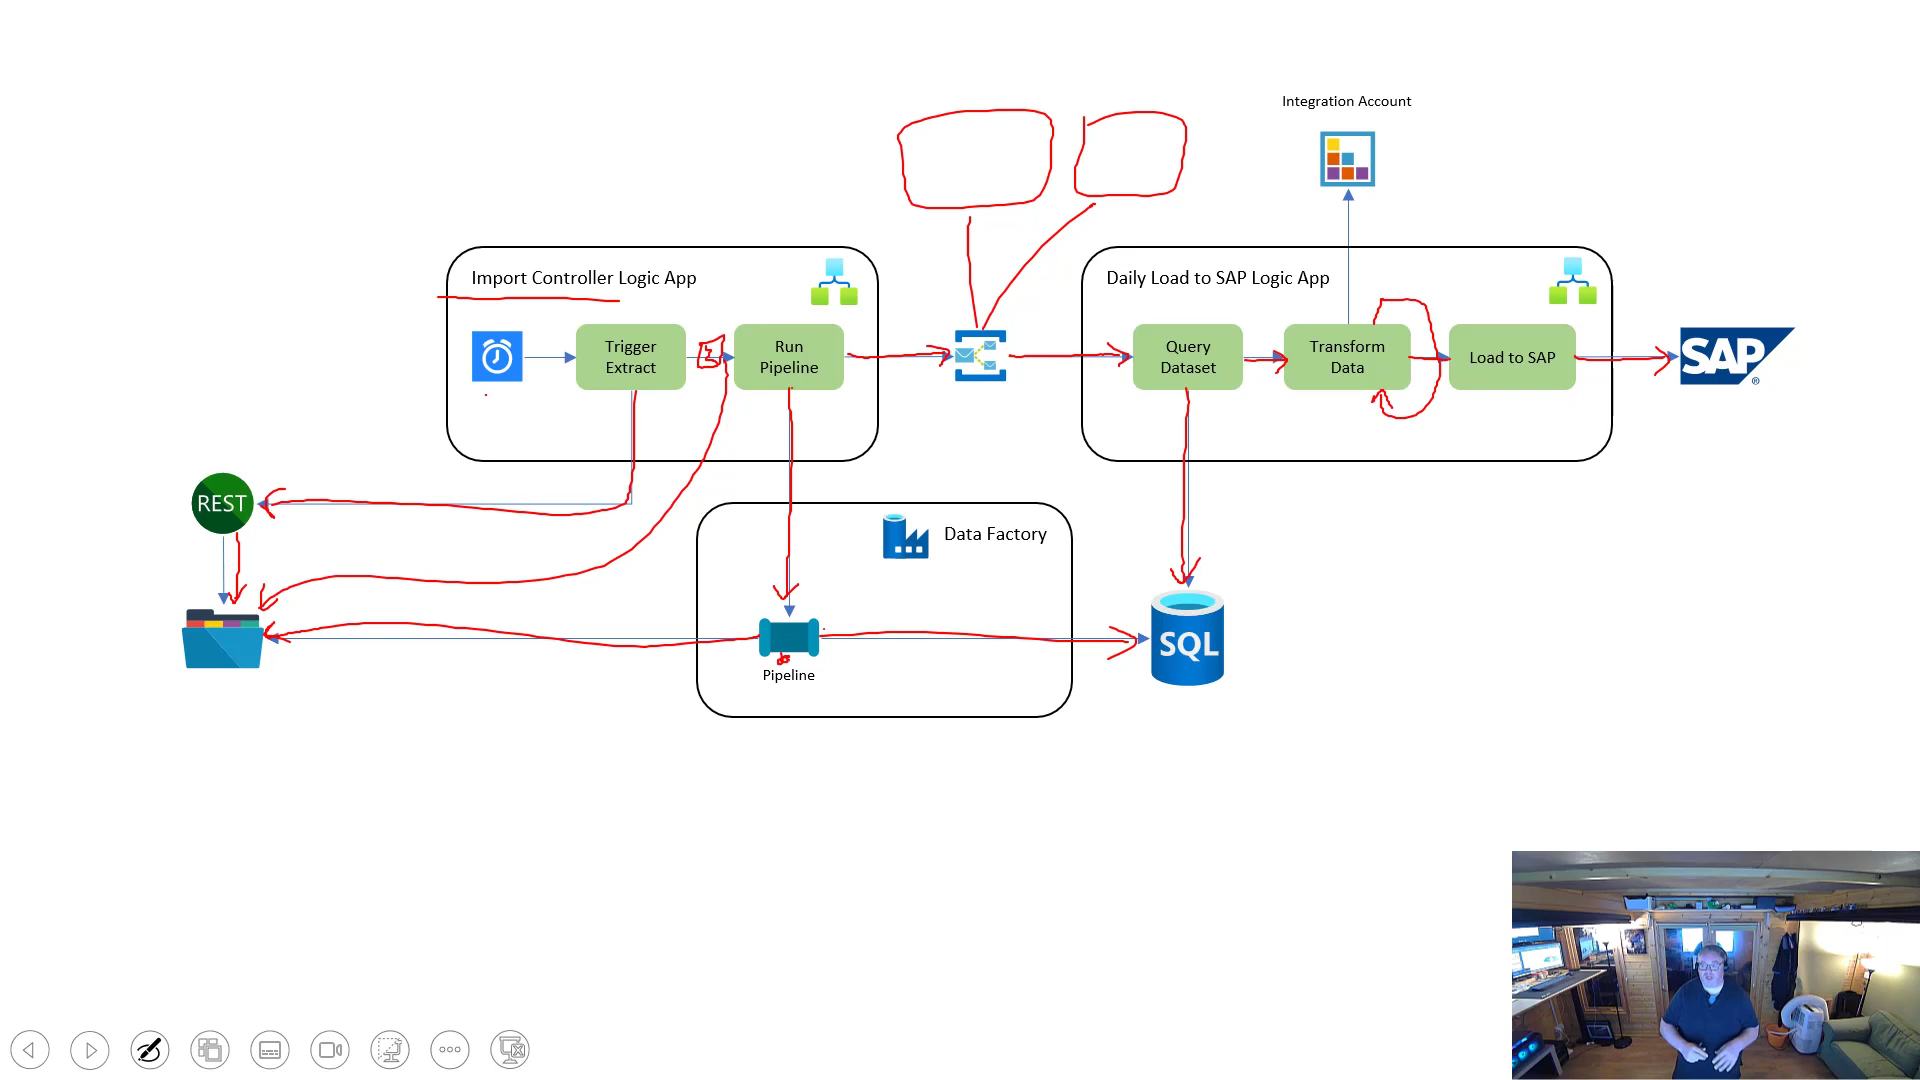 Integration Account
Import Controller Logic App
Daily Load to SAP Logic App
Trigger
Extract
Run
Pipeline
Query
Dataset
Transform
Data
Load to SAP
SAP
®
REST
Data Factory
SQL
Pipeline